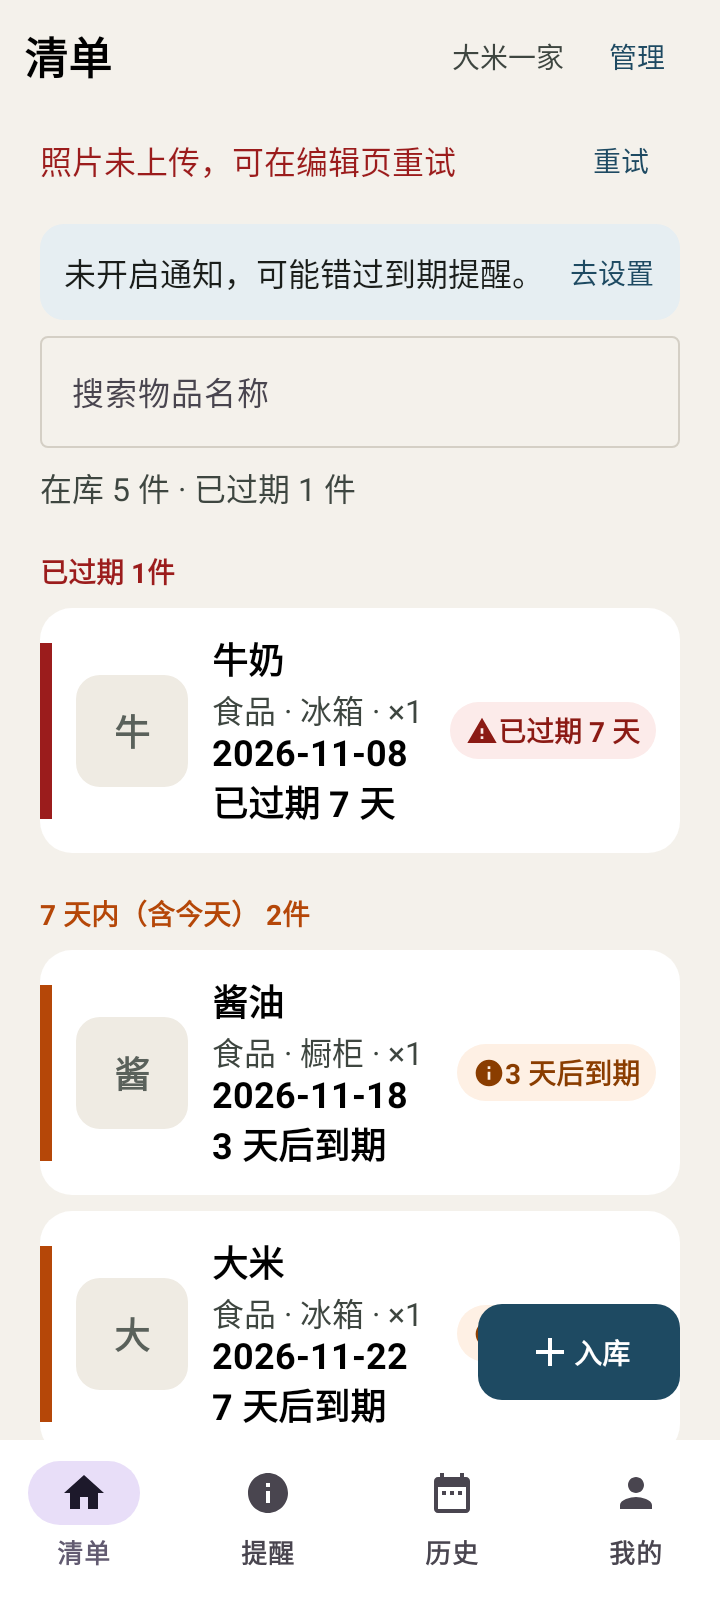 清单
大米一家
管理
照片未上传，可在编辑页重试
重试
未开启通知，可能错过到期提醒。
去设置
搜索物品名称
在库 5 件 · 已过期 1 件
已过期 1件
牛
牛奶
食品 · 冰箱 · ×1
2026-11-08
已过期 7 天
已过期 7 天
7 天内（含今天） 2件
酱
酱油
食品 · 橱柜 · ×1
2026-11-18
3 天后到期
3 天后到期
大
大米
食品 · 冰箱 · ×1
2026-11-22
7 天后到期
入库
清单
提醒
历史
我的